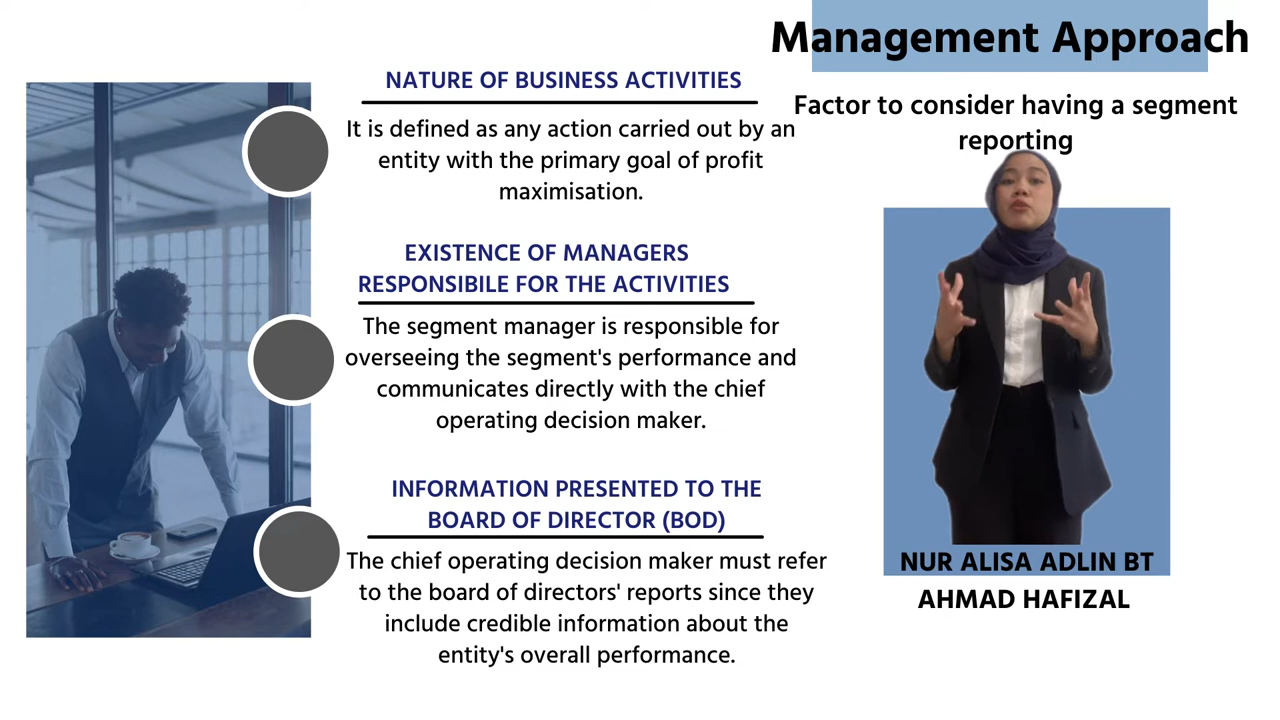 Management Approach
Factor to consider having a segment
reporting
NATURE OF BUSINESS ACTIVITIES
It is defined as any action carried out by an
entity with the primary goal of profit
maximisation.
EXISTENCE OF MANAGERS
RESPONSIBILE FOR THE ACTIVITIES
The segment manager is responsible for
overseeing the segment's performance and
communicates directly with the chief
operating decision maker.
INFORMATION PRESENTED TO THE
BOARD OF DIRECTOR (BOD)
The chief operating decision maker must refer
to the board of directors' reports since they
include credible information about the
entity's overall performance.
NUR ALISA ADLIN BT
AHMAD HAFIZAL